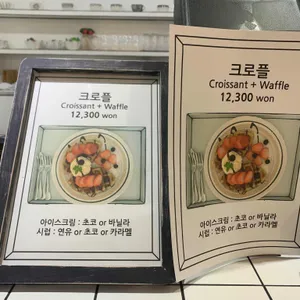 크로플
Croissant + Waffle
12,300 won
아이스크림 : 초코 or 바닐라
시럽 : 연유 or 초코 or 카라멜
크로플
Croissant + Waffle
12,300 won
아이스크림 : 초코 or 바닐라
시럽 : 연유 or 초코 or 카라멜